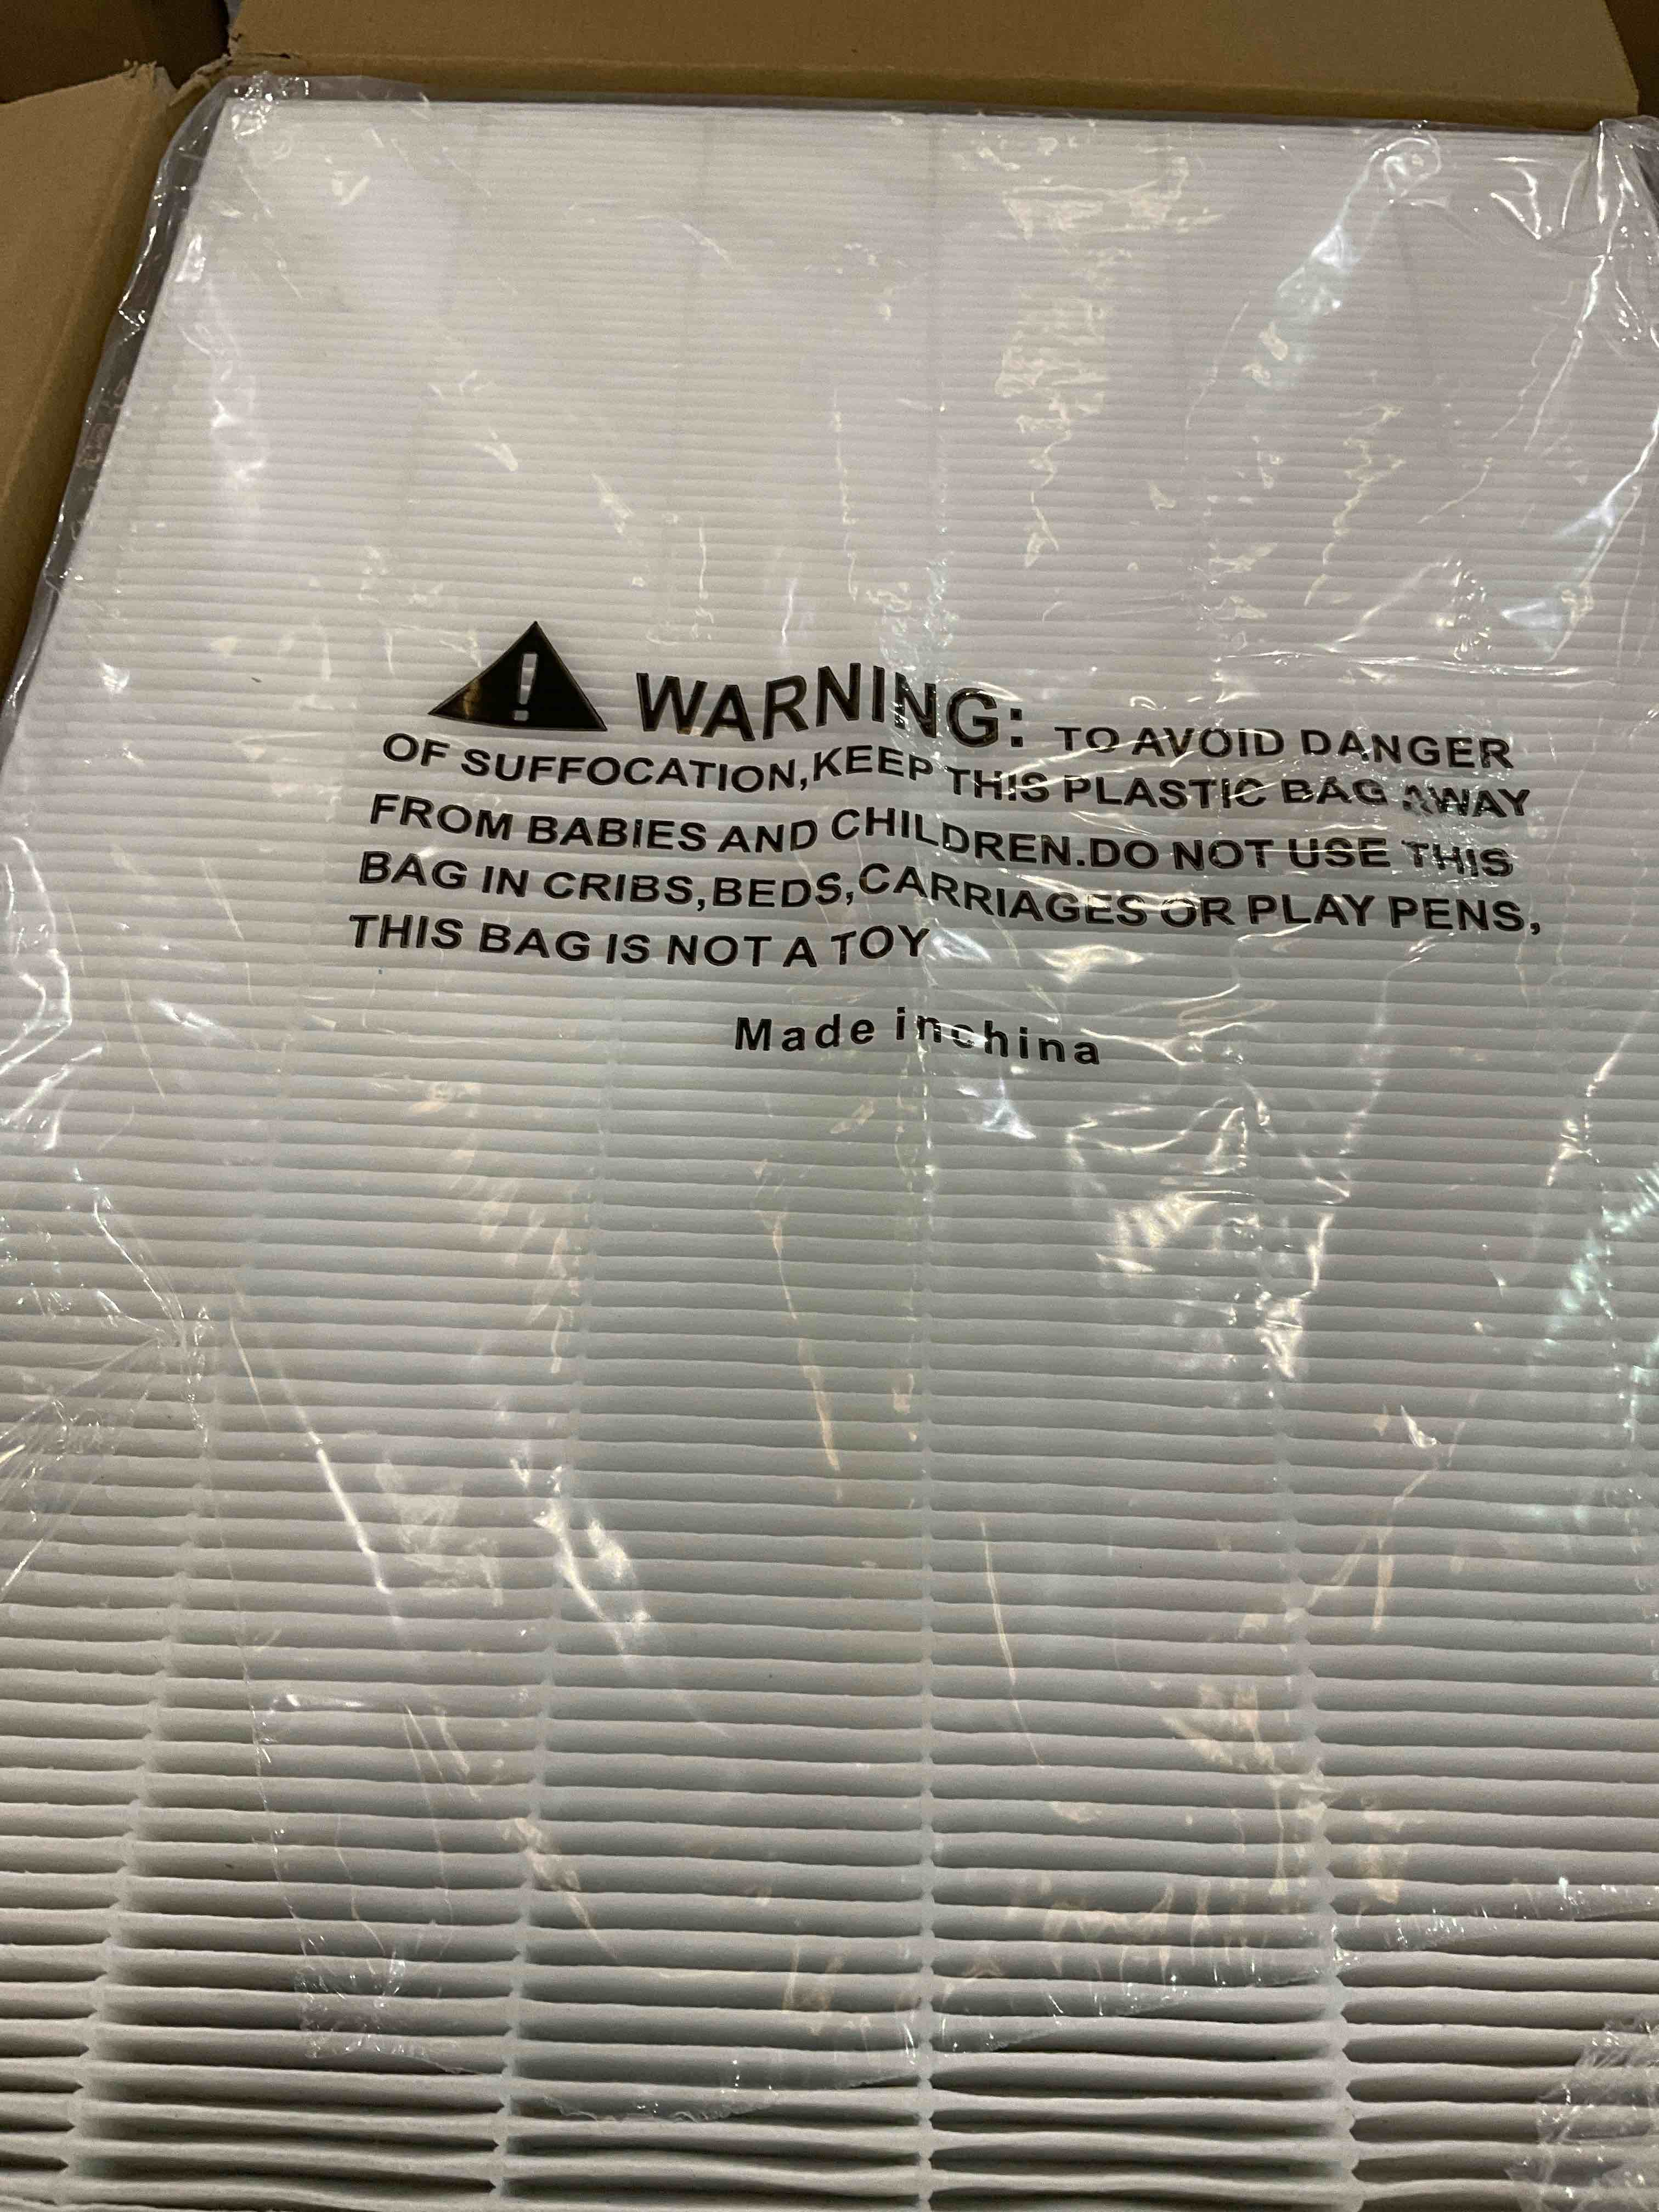 WARNING: TO AVOID DANGER
OF SUFFOCATION,KEEP THIS PLASTIC BAG AWAY
FROM BABIES AND CHILDREN.DO NOT USE THIS
BAG IN CRIBS,BEDS,CARRIAGES OR PLAY PENS,
THIS BAG IS NOT A TOY
Made inchina